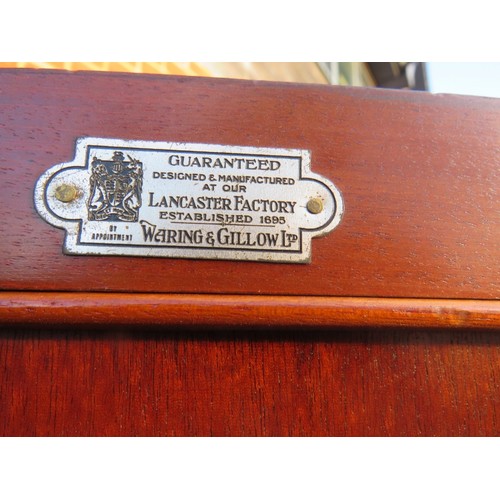 GUARANTEED
DESIGNED & MANUFACTURED
AT OUR
LANCASTER FACTORY
ESTABLISHED 1695
BY
APPOINTMENT
WARING & GILLOW LTD